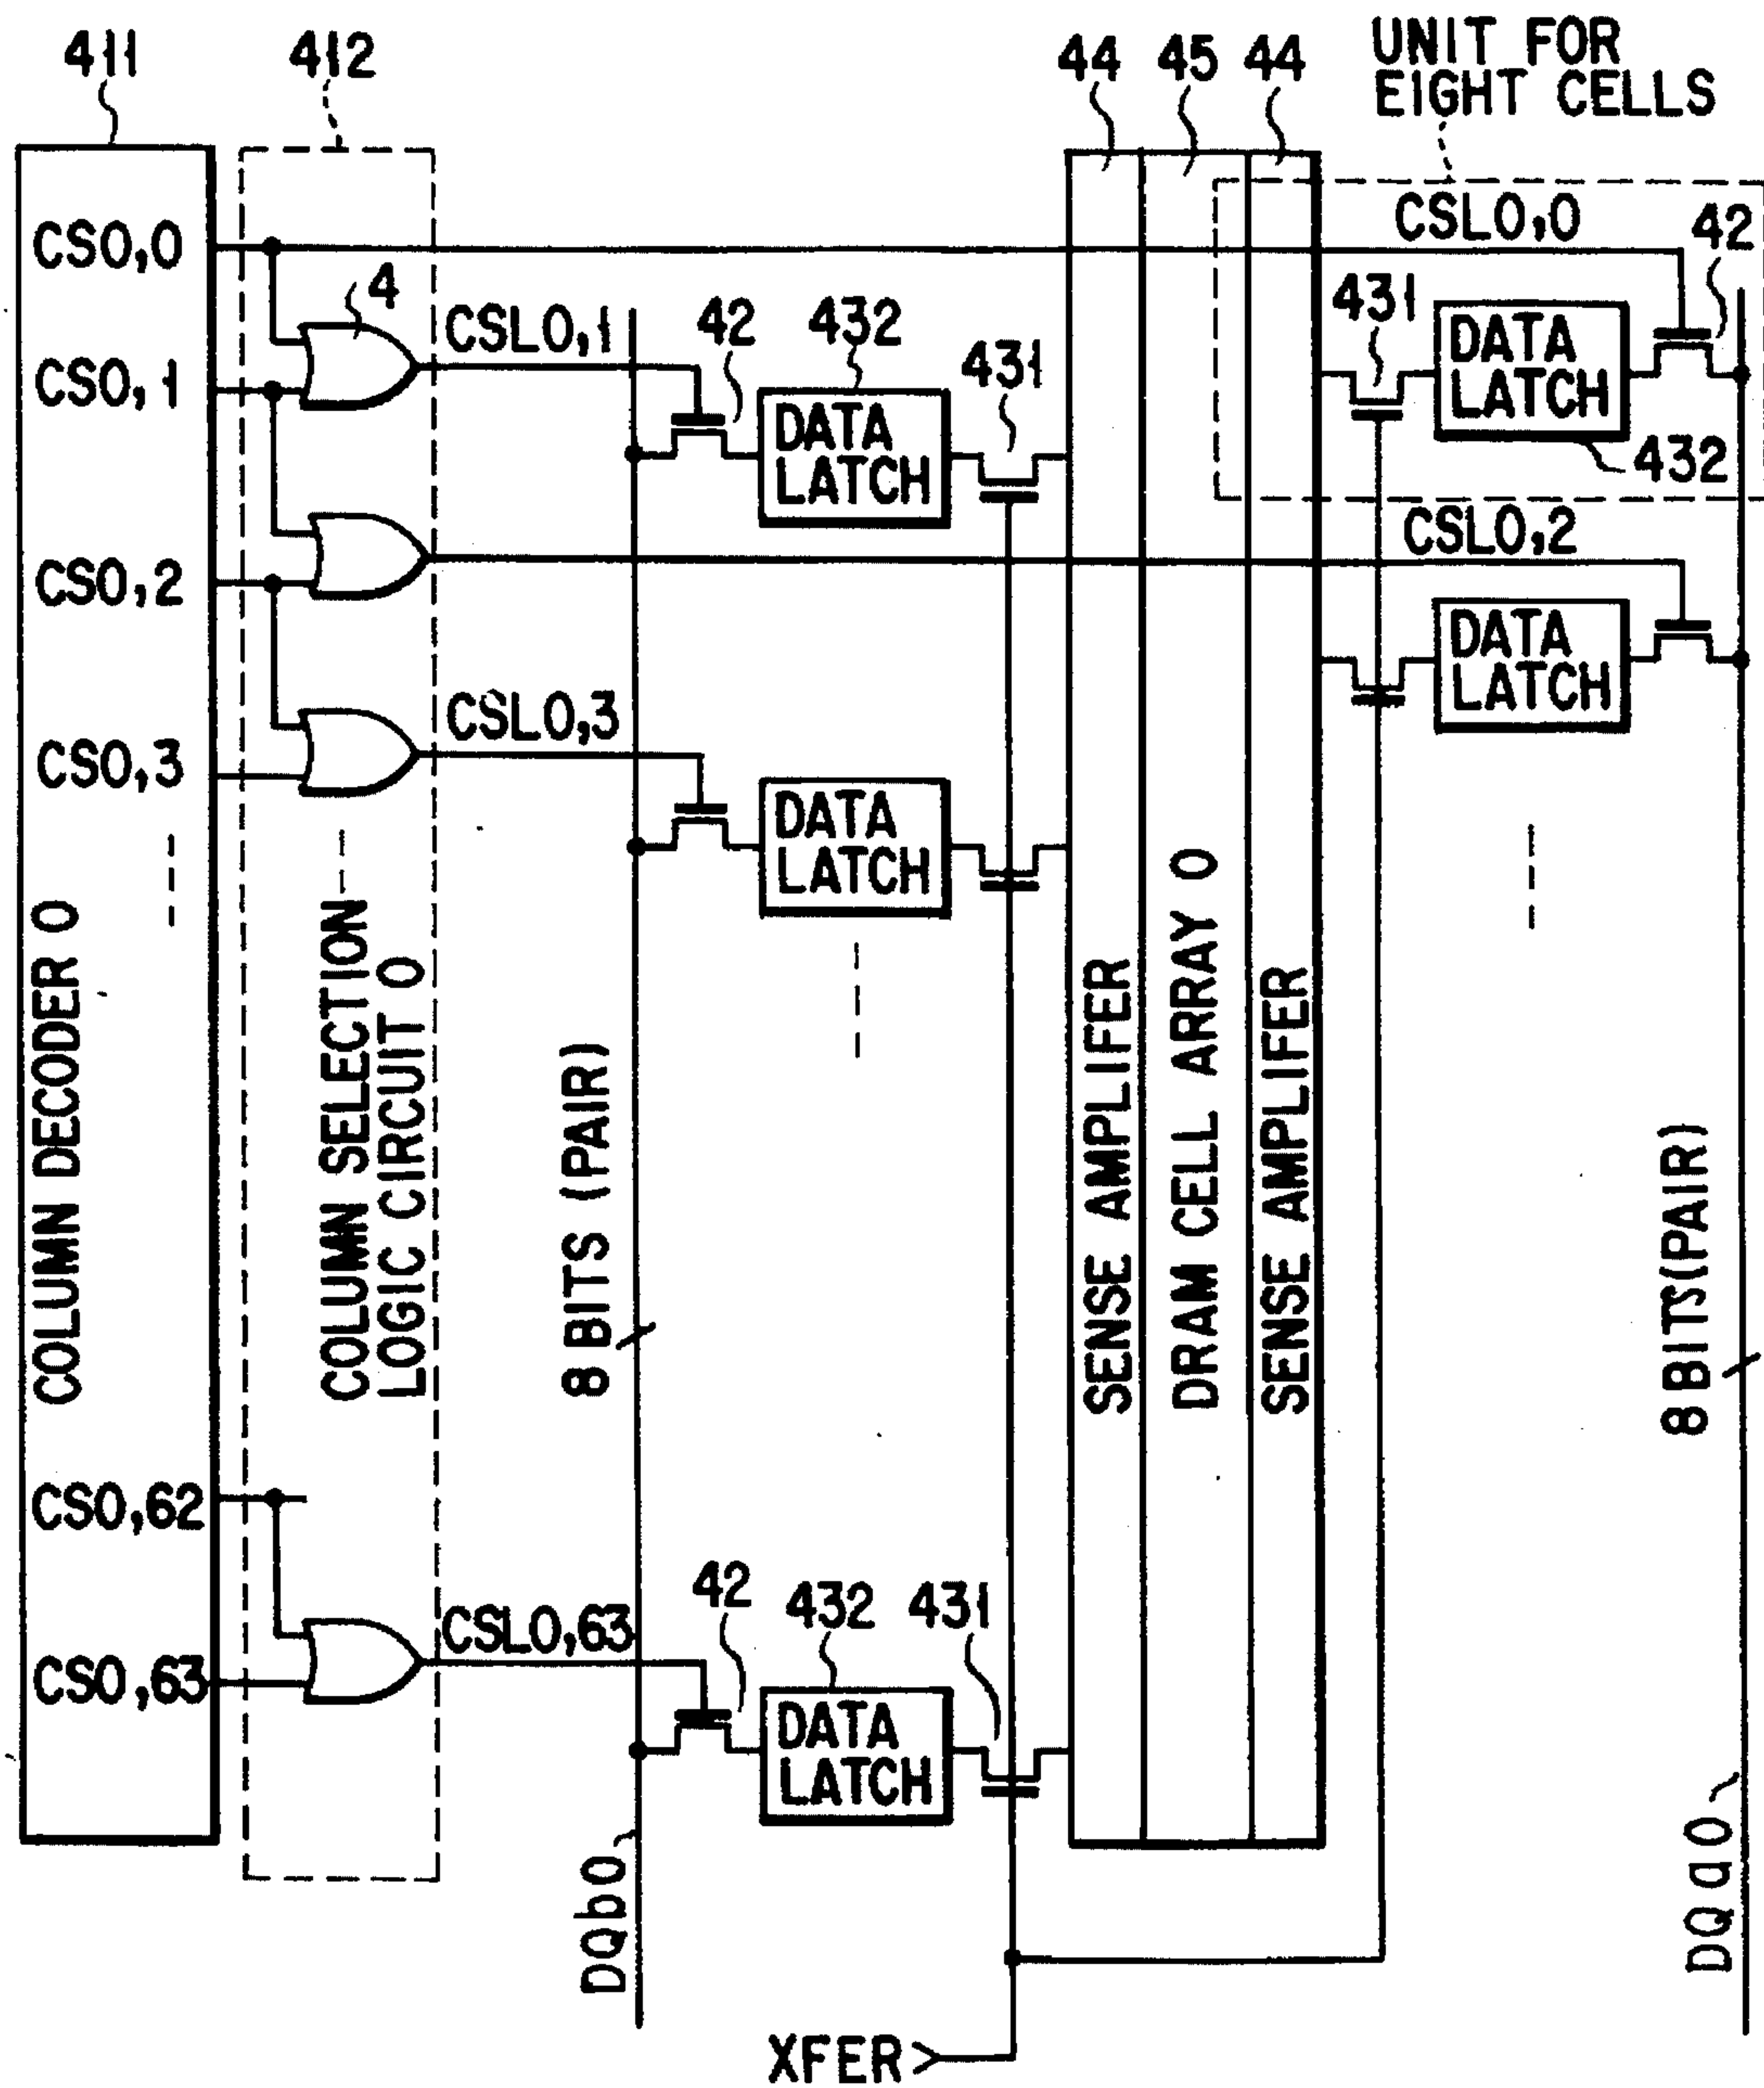 411
412
44
45
44
UNIT FOR
EIGHT CELLS
CS0,0
CSL0,0
42
4
CSL0,1
42
432
431
431
DATA
LATCH
432
CS0,1
DATA
LATCH
CSL0,2
CS0,2
DATA
LATCH
CS0,3
CSL0,3
DATA
LATCH
COLUMN DECODER 0
COLUMN SELECTION
LOGIC CIRCUIT 0
8 BITS (PAIR)
SENSE AMPLIFER
DRAM CELL ARRAY 0
SENSE AMPLIFER
8 BITS(PAIR)
CS0,62
CS0,63
CSL0,63
42
432
431
DATA
LATCH
DQb0
DQa0
XFER